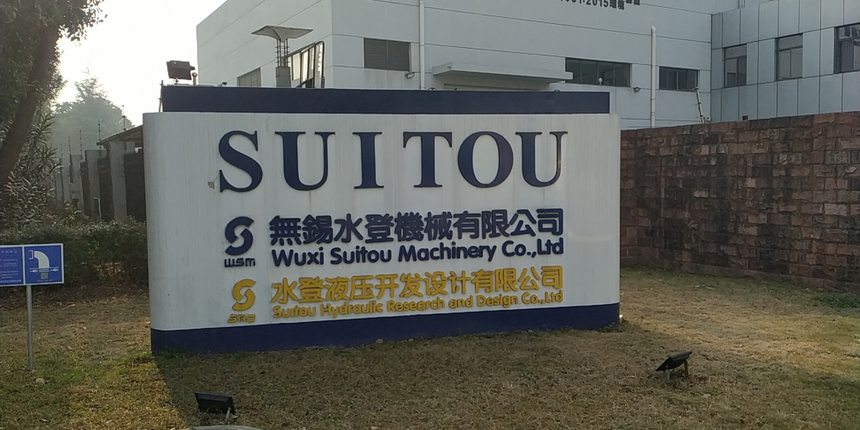 SUITOU
WSM
無錫水登機械有限公司
Wuxi Suitou Machinery Co.,Ltd
水登液压开发设计有限公司
Suitou Hydraulic Research and Design Co.,Ltd